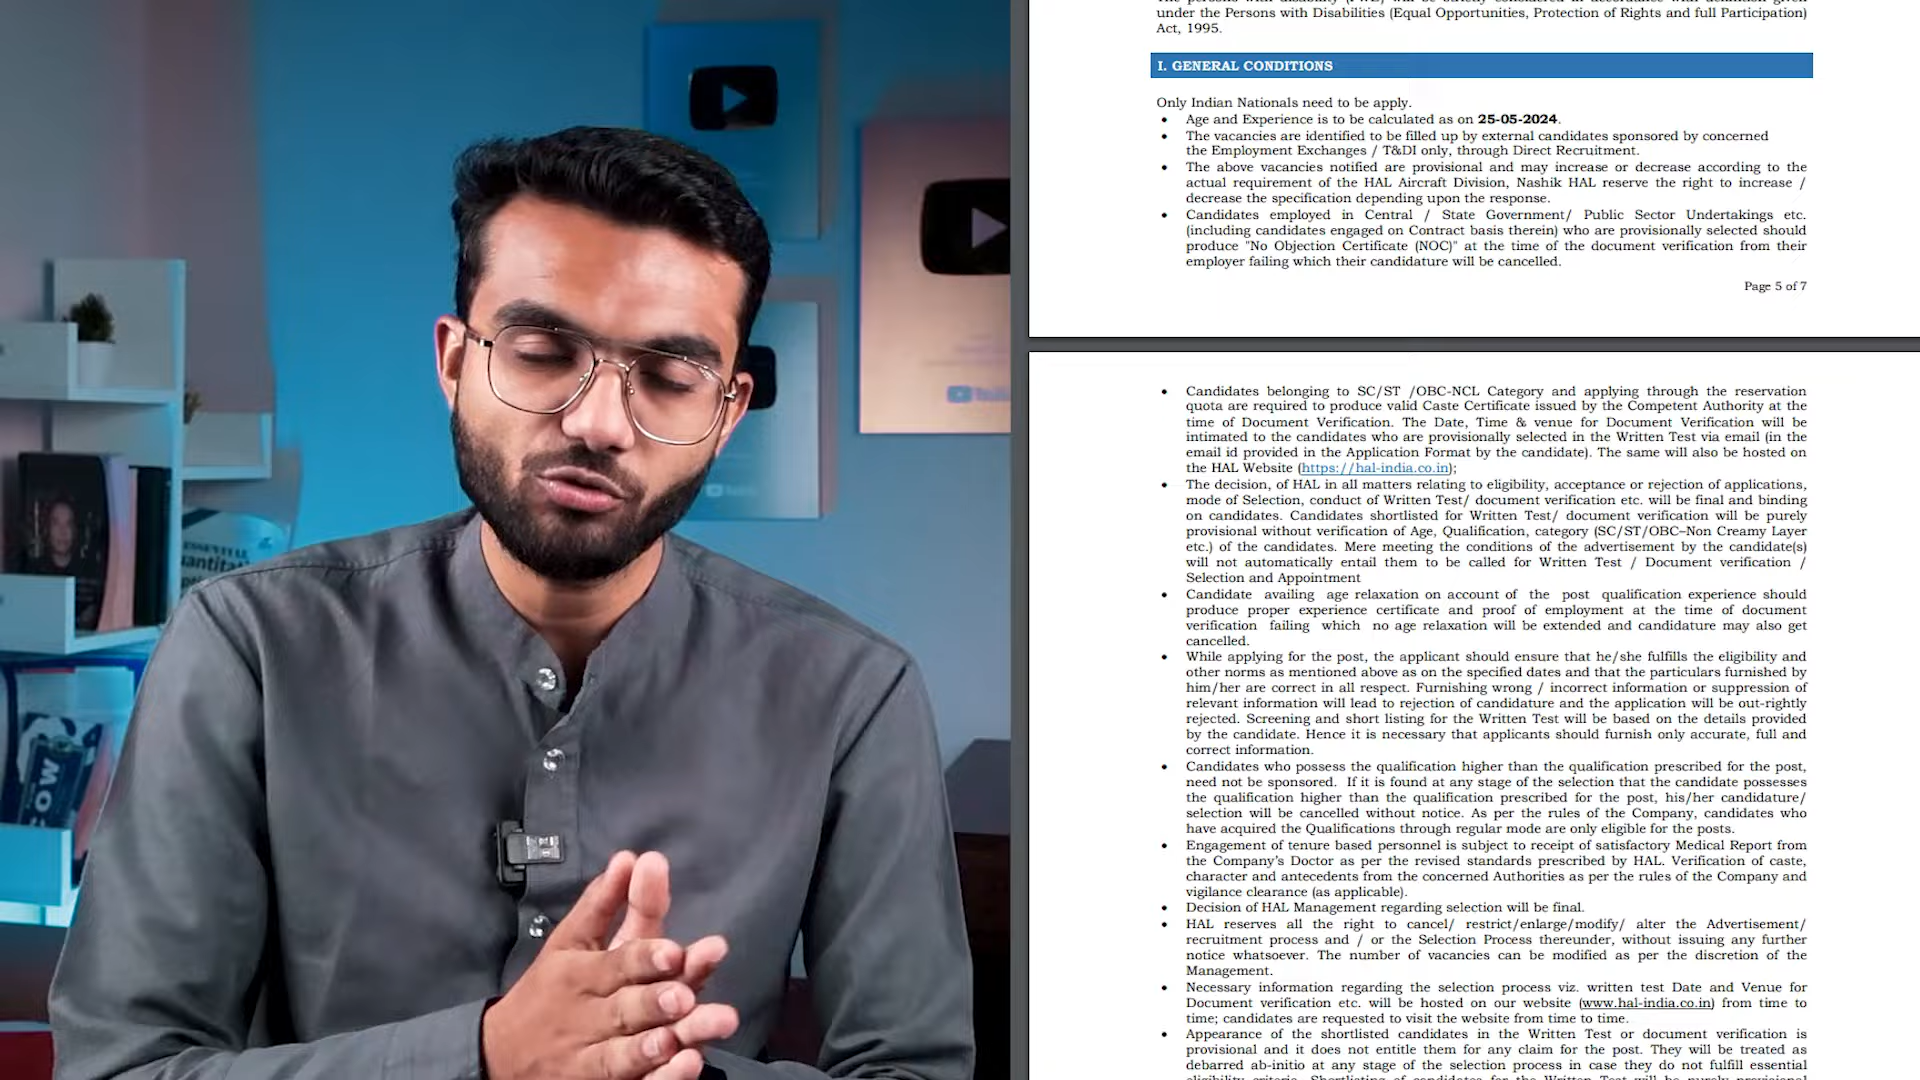 under the Persons with Disabilities (Equal Opportunities, Protection of Rights and full Participation)
Act, 1995.
I. GENERAL CONDITIONS
Only Indian Nationals need to be apply.
• Age and Experience is to be calculated as on 25-05-2024.
• The vacancies are identified to be filled up by external candidates sponsored by concerned
the Employment Exchanges / T&DI only, through Direct Recruitment.
• The above vacancies notified are provisional and may increase or decrease according to the
actual requirement of the HAL Aircraft Division, Nashik HAL reserve the right to increase /
decrease the specification depending upon the response.
• Candidates employed in Central / State Government/ Public Sector Undertakings etc.
(including candidates engaged on Contract basis therein) who are provisionally selected should
produce "No Objection Certificate (NOC)" at the time of the document verification from their
employer failing which their candidature will be cancelled.
Page 5 of 7
• Candidates belonging to SC/ST /OBC-NCL Category and applying through the reservation
quota are required to produce valid Caste Certificate issued by the Competent Authority at the
time of Document Verification. The Date, Time & venue for Document Verification will be
intimated to the candidates who are provisionally selected in the Written Test via email (in the
email id provided in the Application Format by the candidate). The same will also be hosted on
the HAL Website (https://hal-india.co.in);
• The decision, of HAL in all matters relating to eligibility, acceptance or rejection of applications,
mode of Selection, conduct of Written Test/ document verification etc. will be final and binding
on candidates. Candidates shortlisted for Written Test/ document verification will be purely
provisional without verification of Age, Qualification, category (SC/ST/OBC–Non Creamy Layer
etc.) of the candidates. Mere meeting the conditions of the advertisement by the candidate(s)
will not automatically entail them to be called for Written Test / Document verification /
Selection and Appointment
• Candidate availing age relaxation on account of the post qualification experience should
produce proper experience certificate and proof of employment at the time of document
verification failing which no age relaxation will be extended and candidature may also get
cancelled.
• While applying for the post, the applicant should ensure that he/she fulfills the eligibility and
other norms as mentioned above as on the specified dates and that the particulars furnished by
him/her are correct in all respect. Furnishing wrong / incorrect information or suppression of
relevant information will lead to rejection of candidature and the application will be out-rightly
rejected. Screening and short listing for the Written Test will be based on the details provided
by the candidate. Hence it is necessary that applicants should furnish only accurate, full and
correct information.
• Candidates who possess the qualification higher than the qualification prescribed for the post,
need not be sponsored. If it is found at any stage of the selection that the candidate possesses
the qualification higher than the qualification prescribed for the post, his/her candidature/
selection will be cancelled without notice. As per the rules of the Company, candidates who
have acquired the Qualifications through regular mode are only eligible for the posts.
• Engagement of tenure based personnel is subject to receipt of satisfactory Medical Report from
the Company's Doctor as per the revised standards prescribed by HAL. Verification of caste,
character and antecedents from the concerned Authorities as per the rules of the Company and
vigilance clearance (as applicable).
• Decision of HAL Management regarding selection will be final.
• HAL reserves all the right to cancel/ restrict/enlarge/modify/ alter the Advertisement/
recruitment process and / or the Selection Process thereunder, without issuing any further
notice whatsoever. The number of vacancies can be modified as per the discretion of the
Management.
• Necessary information regarding the selection process viz. written test Date and Venue for
Document verification etc. will be hosted on our website (www.hal-india.co.in) from time to
time; candidates are requested to visit the website from time to time.
• Appearance of the shortlisted candidates in the Written Test or document verification is
provisional and it does not entitle them for any claim for the post. They will be treated as
debarred ab-initio at any stage of the selection process in case they do not fulfill essential
ESSENTIAL